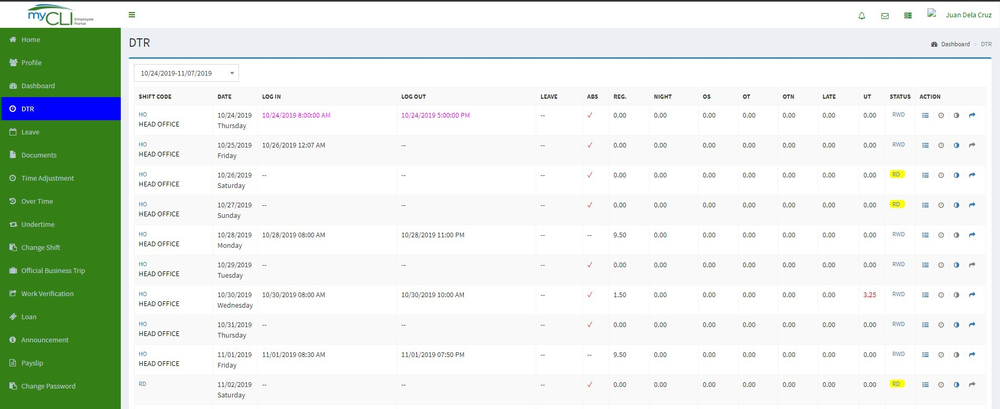 myCLI Employee Portal
Juan Dela Cruz
Home
Profile
Dashboard
DTR
Leave
Documents
Time Adjustment
Over Time
Undertime
Change Shift
Official Business Trip
Work Verification
Loan
Announcement
Payslip
Change Password
DTR
Dashboard > DTR
10/24/2019-11/07/2019
SHIFT CODE DATE LOG IN LOG OUT LEAVE ABS REG. NIGHT OS OT OTN LATE UT STATUS ACTION
HO 10/24/2019 10/24/2019 8:00:00 AM 10/24/2019 5:00:00 PM -- ✓ 0.00 0.00 0.00 0.00 0.00 0.00 0.00 RWD
HEAD OFFICE Thursday
HO 10/25/2019 10/26/2019 12:07 AM -- -- ✓ 0.00 0.00 0.00 0.00 0.00 0.00 0.00 RWD
HEAD OFFICE Friday
HO 10/26/2019 -- -- -- ✓ 0.00 0.00 0.00 0.00 0.00 0.00 0.00 RD
HEAD OFFICE Saturday
HO 10/27/2019 -- -- -- ✓ 0.00 0.00 0.00 0.00 0.00 0.00 0.00 RD
HEAD OFFICE Sunday
HO 10/28/2019 10/28/2019 08:00 AM 10/28/2019 11:00 PM -- -- 9.50 0.00 0.00 0.00 0.00 0.00 0.00 RWD
HEAD OFFICE Monday
HO 10/29/2019 -- -- -- ✓ 0.00 0.00 0.00 0.00 0.00 0.00 0.00 RWD
HEAD OFFICE Tuesday
HO 10/30/2019 10/30/2019 08:00 AM 10/30/2019 10:00 AM -- ✓ 1.50 0.00 0.00 0.00 0.00 0.00 3.25 RWD
HEAD OFFICE Wednesday
HO 10/31/2019 -- -- -- ✓ 0.00 0.00 0.00 0.00 0.00 0.00 0.00 RWD
HEAD OFFICE Thursday
HO 11/01/2019 11/01/2019 08:30 AM 11/01/2019 07:50 PM -- -- 9.50 0.00 0.00 0.00 0.00 0.00 0.00 RWD
HEAD OFFICE Friday
RD 11/02/2019 -- -- -- ✓ 0.00 0.00 0.00 0.00 0.00 0.00 0.00 RD
Saturday